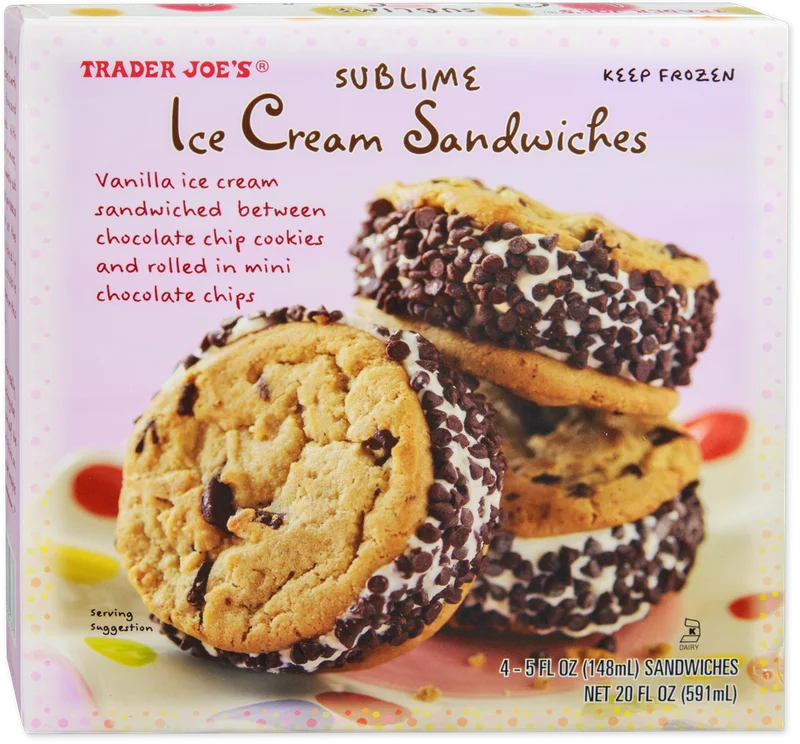 TRADER JOE'S®
SUBLIME
KEEP FROZEN
Ice Cream Sandwiches
Vanilla ice cream
sandwiched between
chocolate chip cookies
and rolled in mini
chocolate chips
Serving
Suggestion
K
DAIRY
4 - 5 FL OZ (148mL) SANDWICHES
NET 20 FL OZ (591mL)